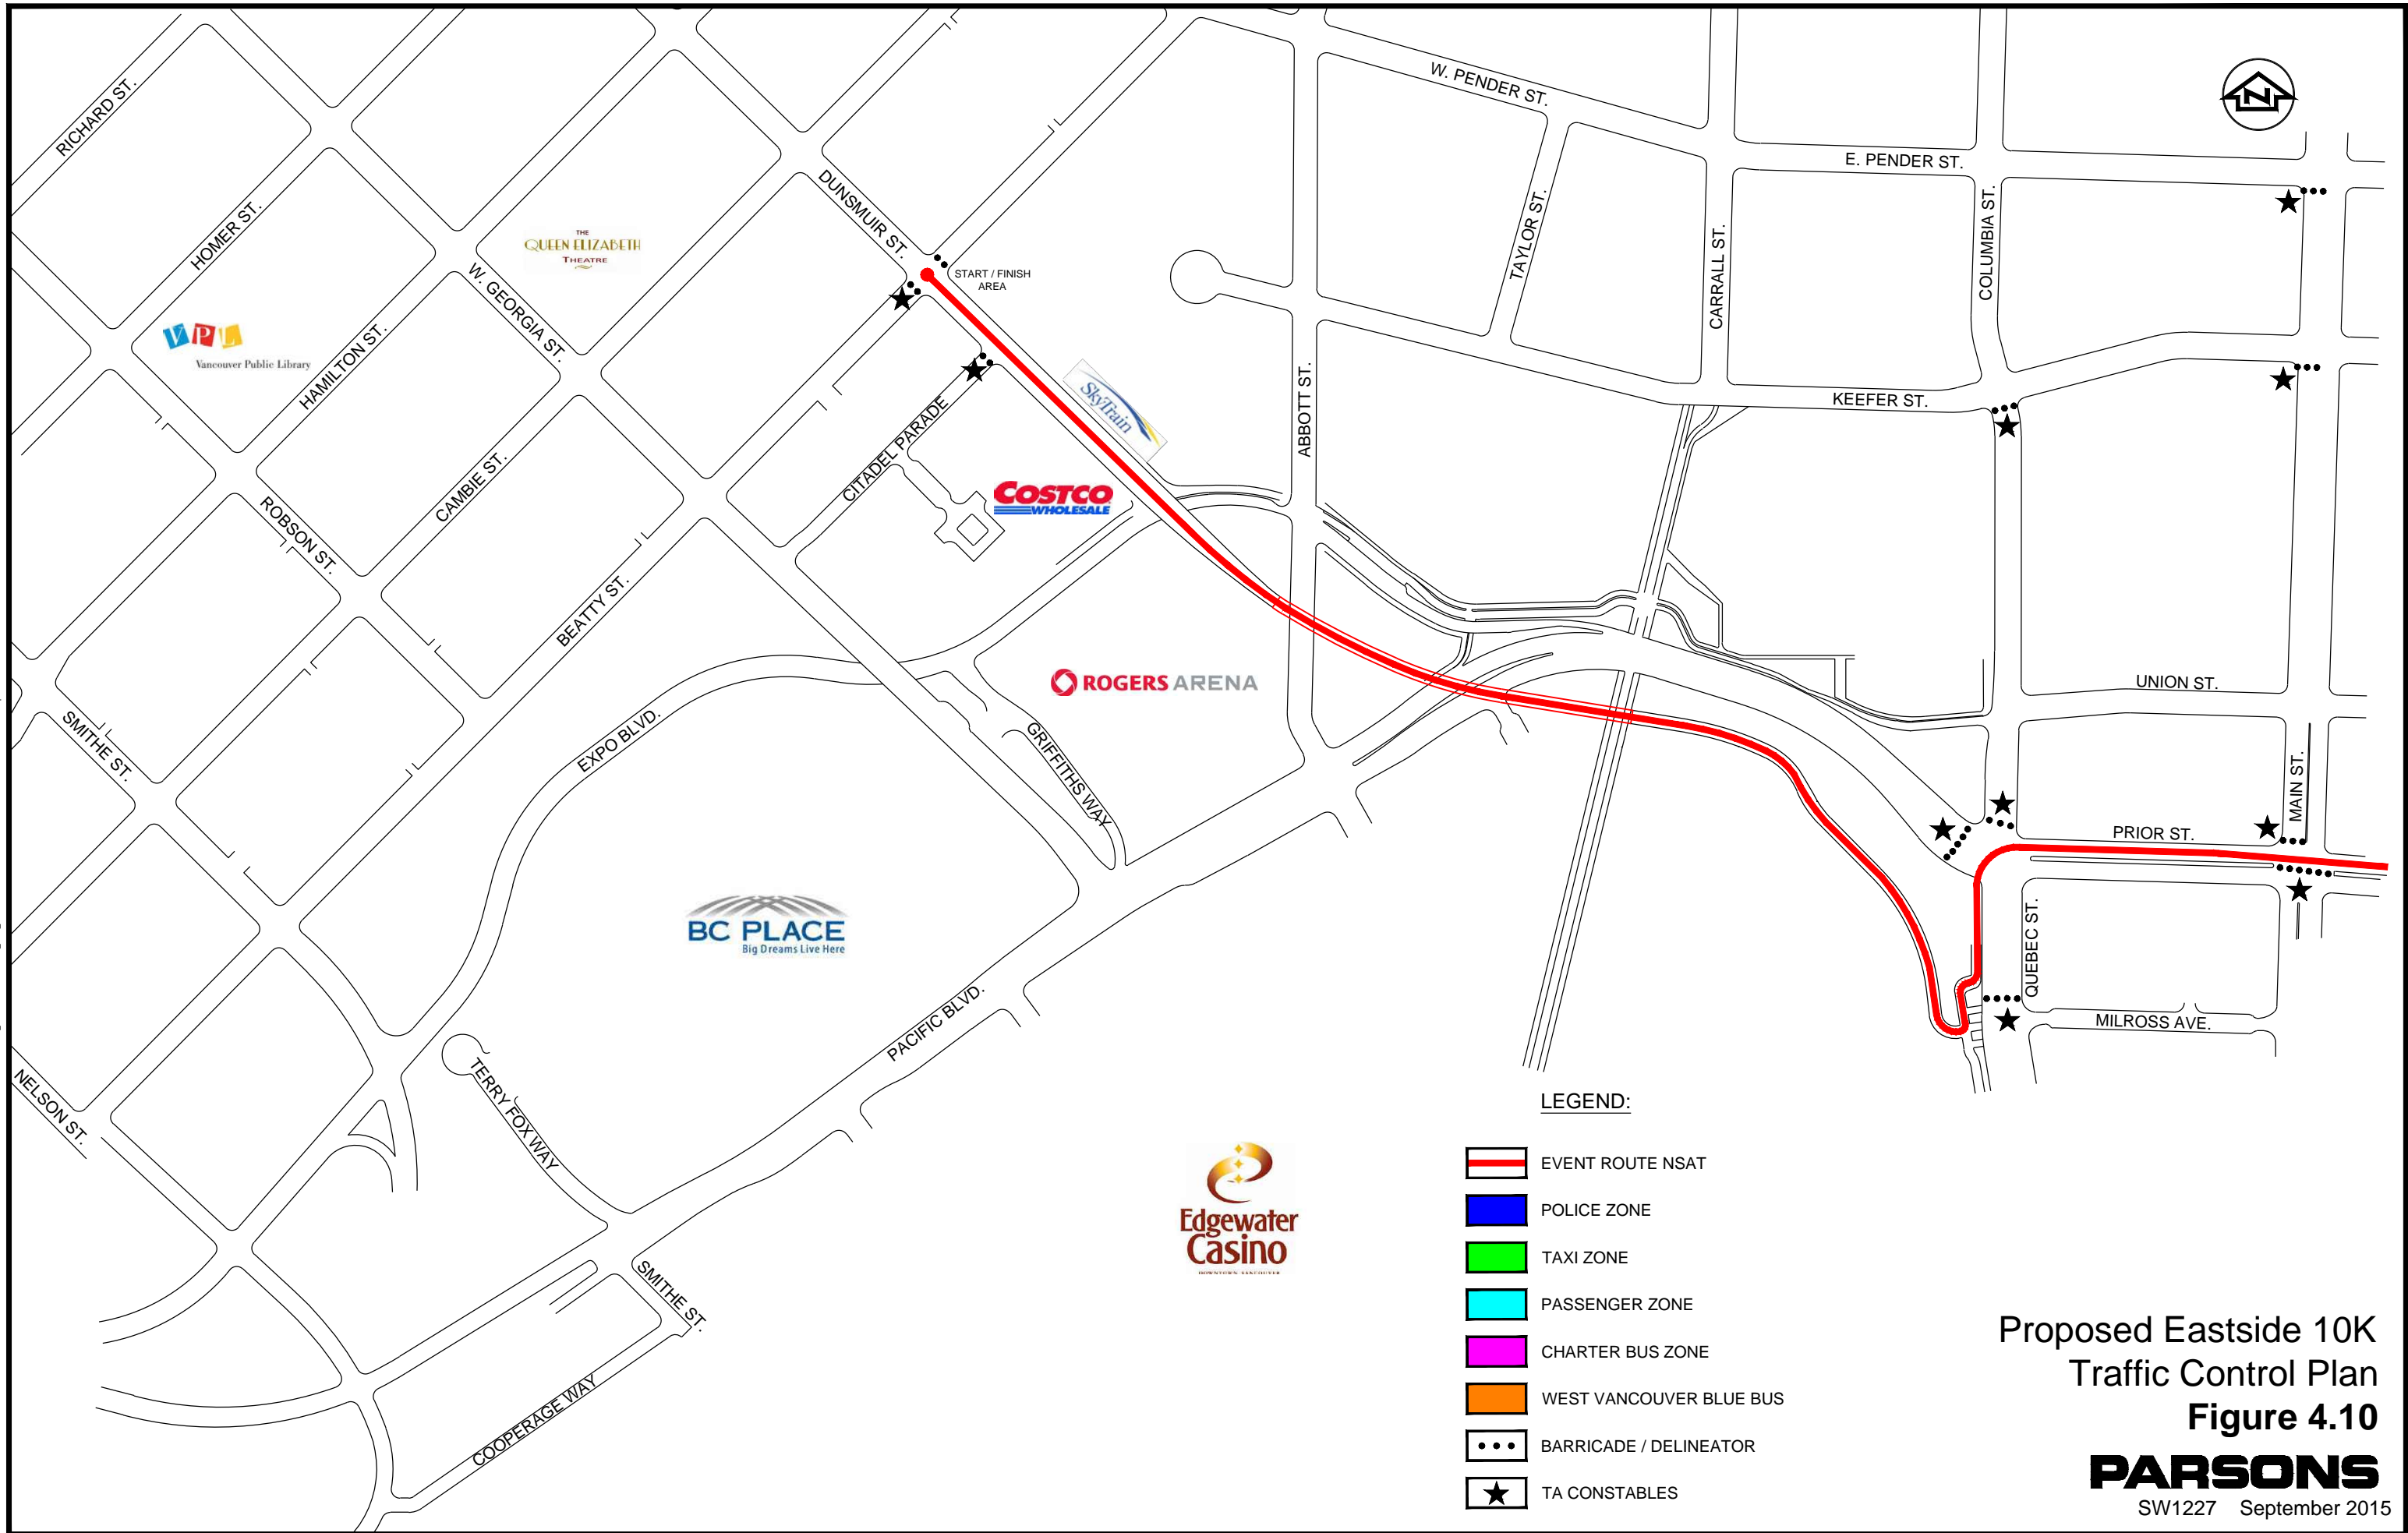 RICHARD ST.
HOMER ST.
HAMILTON ST.
W. GEORGIA ST.
DUNSMUIR ST.
THE
QUEEN ELIZABETH
THEATRE
VPL
Vancouver Public Library
START / FINISH
AREA
W. PENDER ST.
E. PENDER ST.
N
TAYLOR ST.
CARRALL ST.
COLUMBIA ST.
ABBOTT ST.
KEEFER ST.
SkyTrain
CITADEL PARADE
COSTCO
WHOLESALE
CAMBIE ST.
ROBSON ST.
BEATTY ST.
SMITHE ST.
EXPO BLVD.
ROGERS ARENA
GRIFFITHS WAY
UNION ST.
MAIN ST.
PRIOR ST.
QUEBEC ST.
MILROSS AVE.
BC PLACE
Big Dreams Live Here
PACIFIC BLVD.
NELSON ST.
TERRY FOX WAY
SMITHE ST.
COOPERAGE WAY
Edgewater
Casino
DOWNTOWN VANCOUVER
LEGEND:
EVENT ROUTE NSAT
POLICE ZONE
TAXI ZONE
PASSENGER ZONE
CHARTER BUS ZONE
WEST VANCOUVER BLUE BUS
BARRICADE / DELINEATOR
TA CONSTABLES
Proposed Eastside 10K
Traffic Control Plan
Figure 4.10
PARSONS
SW1227 September 2015